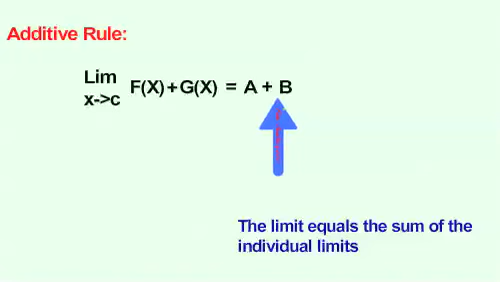 Additive Rule:
Lim F(X)+G(X) = A + B
x->c
The limit equals the sum of the
individual limits